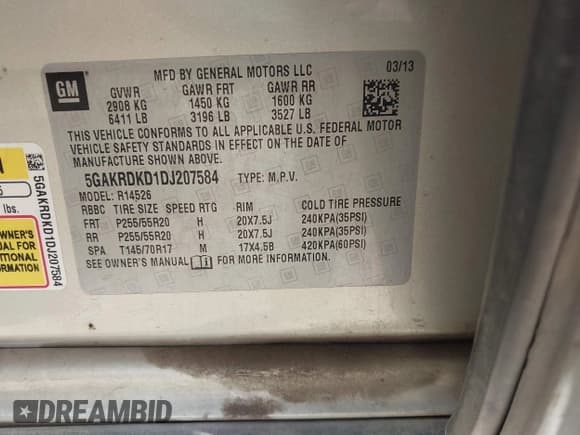 GM
MFD BY GENERAL MOTORS LLC 03/13
GVWR GAWR FRT GAWR RR
2908 KG 1450 KG 1600 KG
6411 LB 3196 LB 3527 LB
THIS VEHICLE CONFORMS TO ALL APPLICABLE U.S. FEDERAL MOTOR
VEHICLE SAFETY STANDARDS IN EFFECT ON THE DATE OF
MANUFACTURE SHOWN ABOVE.
5GAKRDKD1DJ207584 TYPE: M.P.V.
MODEL: R14526
RBBC TIRE SIZE SPEED RTG RIM COLD TIRE PRESSURE
FRT P255/55R20 H 20X7.5J 240KPA(35PSI)
RR P255/55R20 H 20X7.5J 240KPA(35PSI)
SPA T145/70R17 M 17X4.5B 420KPA(60PSI)
SEE OWNER'S MANUAL FOR MORE INFORMATION.
lbs.
OWNER'S
5GAKRDKD1DJ207584
DREAMBID